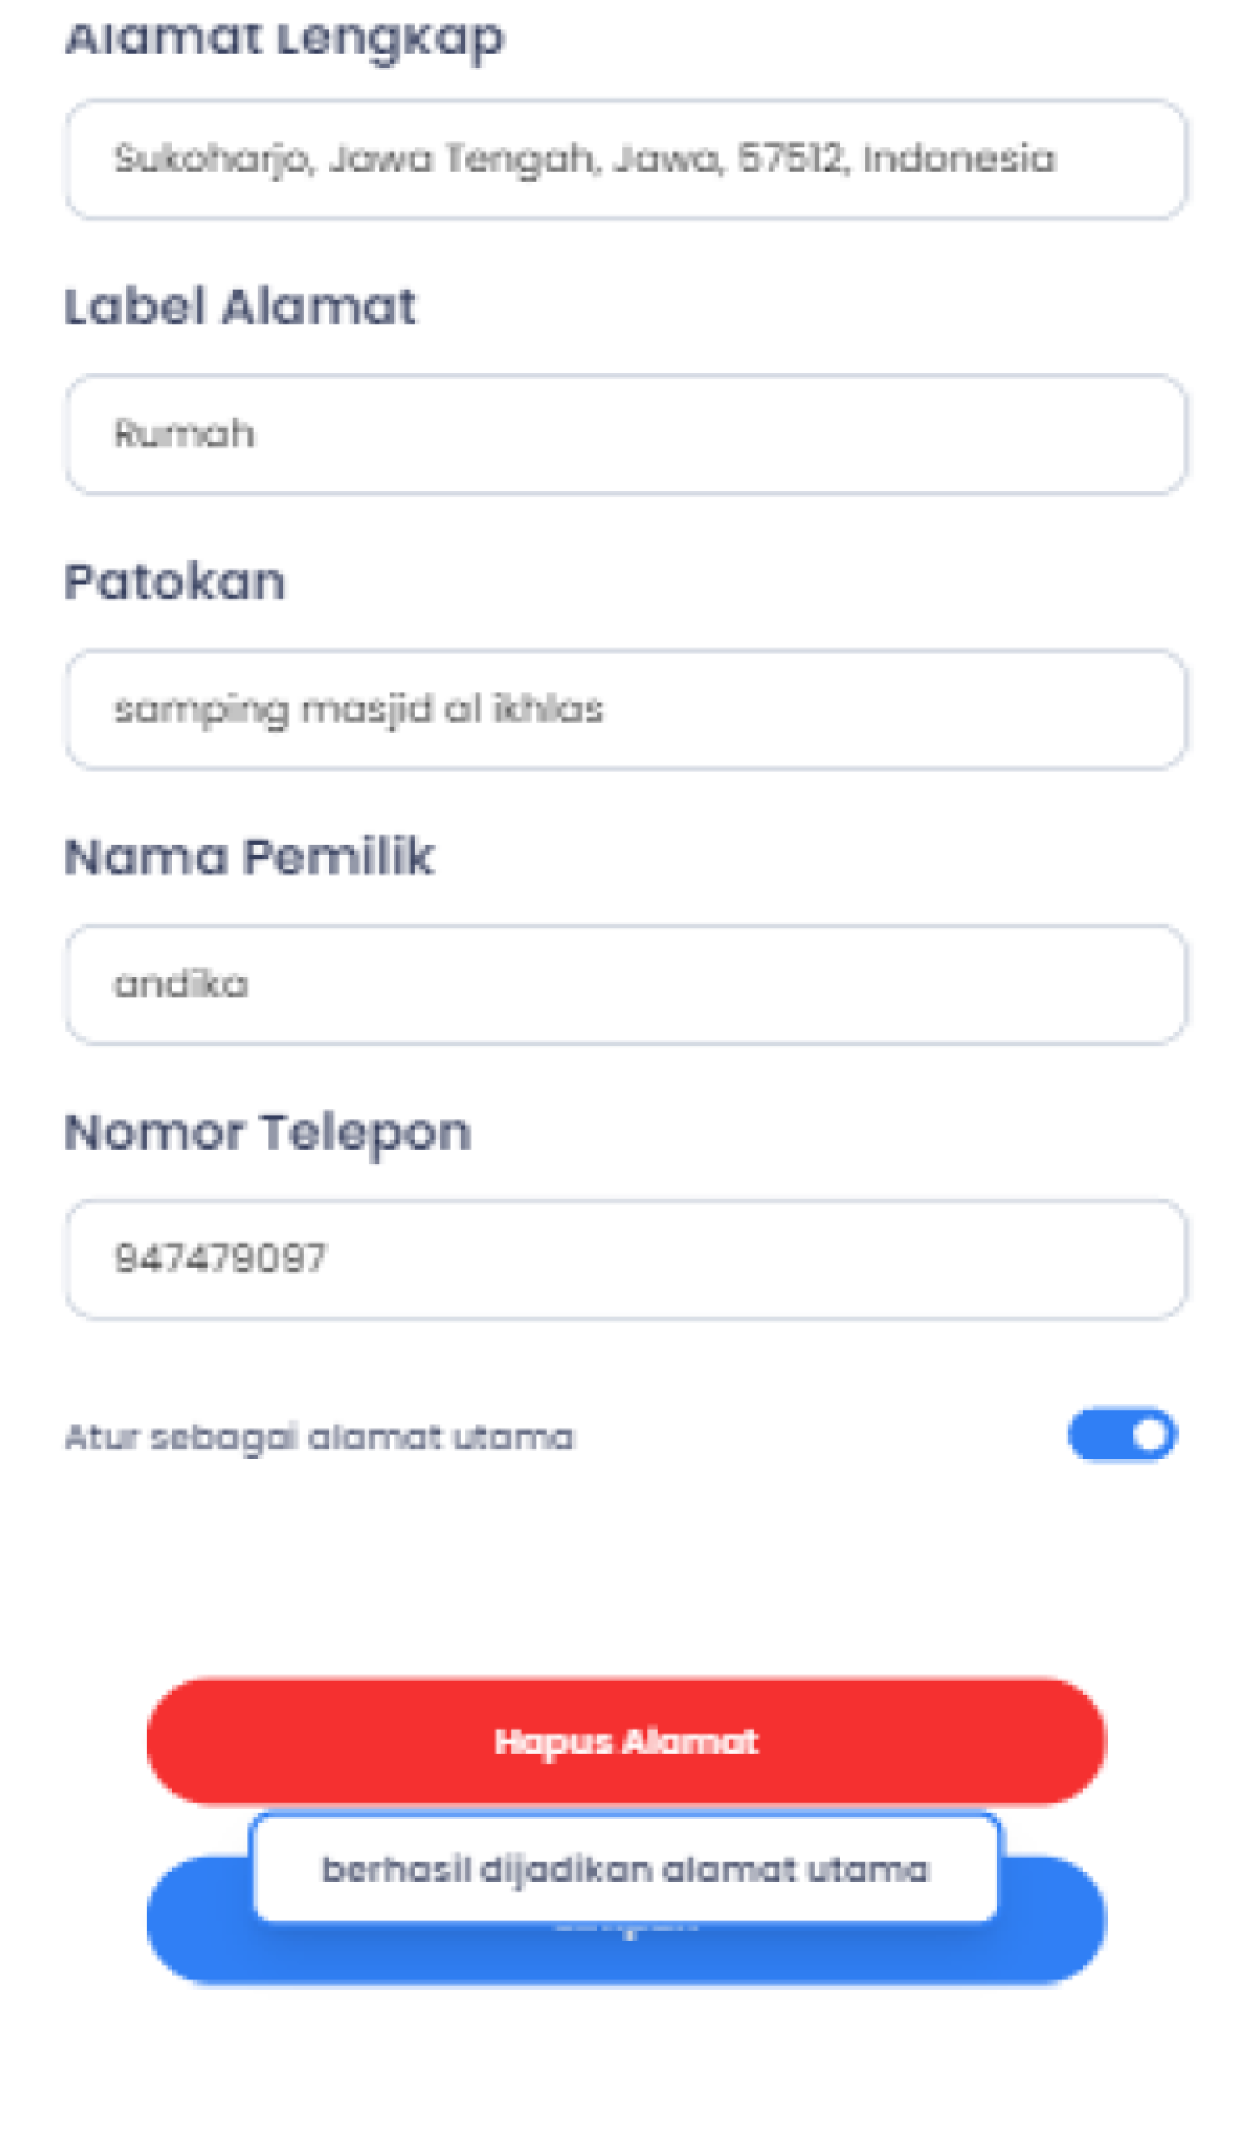 Alamat Lengkap
Sukoharjo, Jawa Tengah, Jawa, 57512, Indonesia
Label Alamat
Rumah
Patokan
samping masjid al ikhlas
Nama Pemilik
andika
Nomor Telepon
947479097
Atur sebagai alamat utama
Hapus Alamat
berhasil dijadikan alamat utama